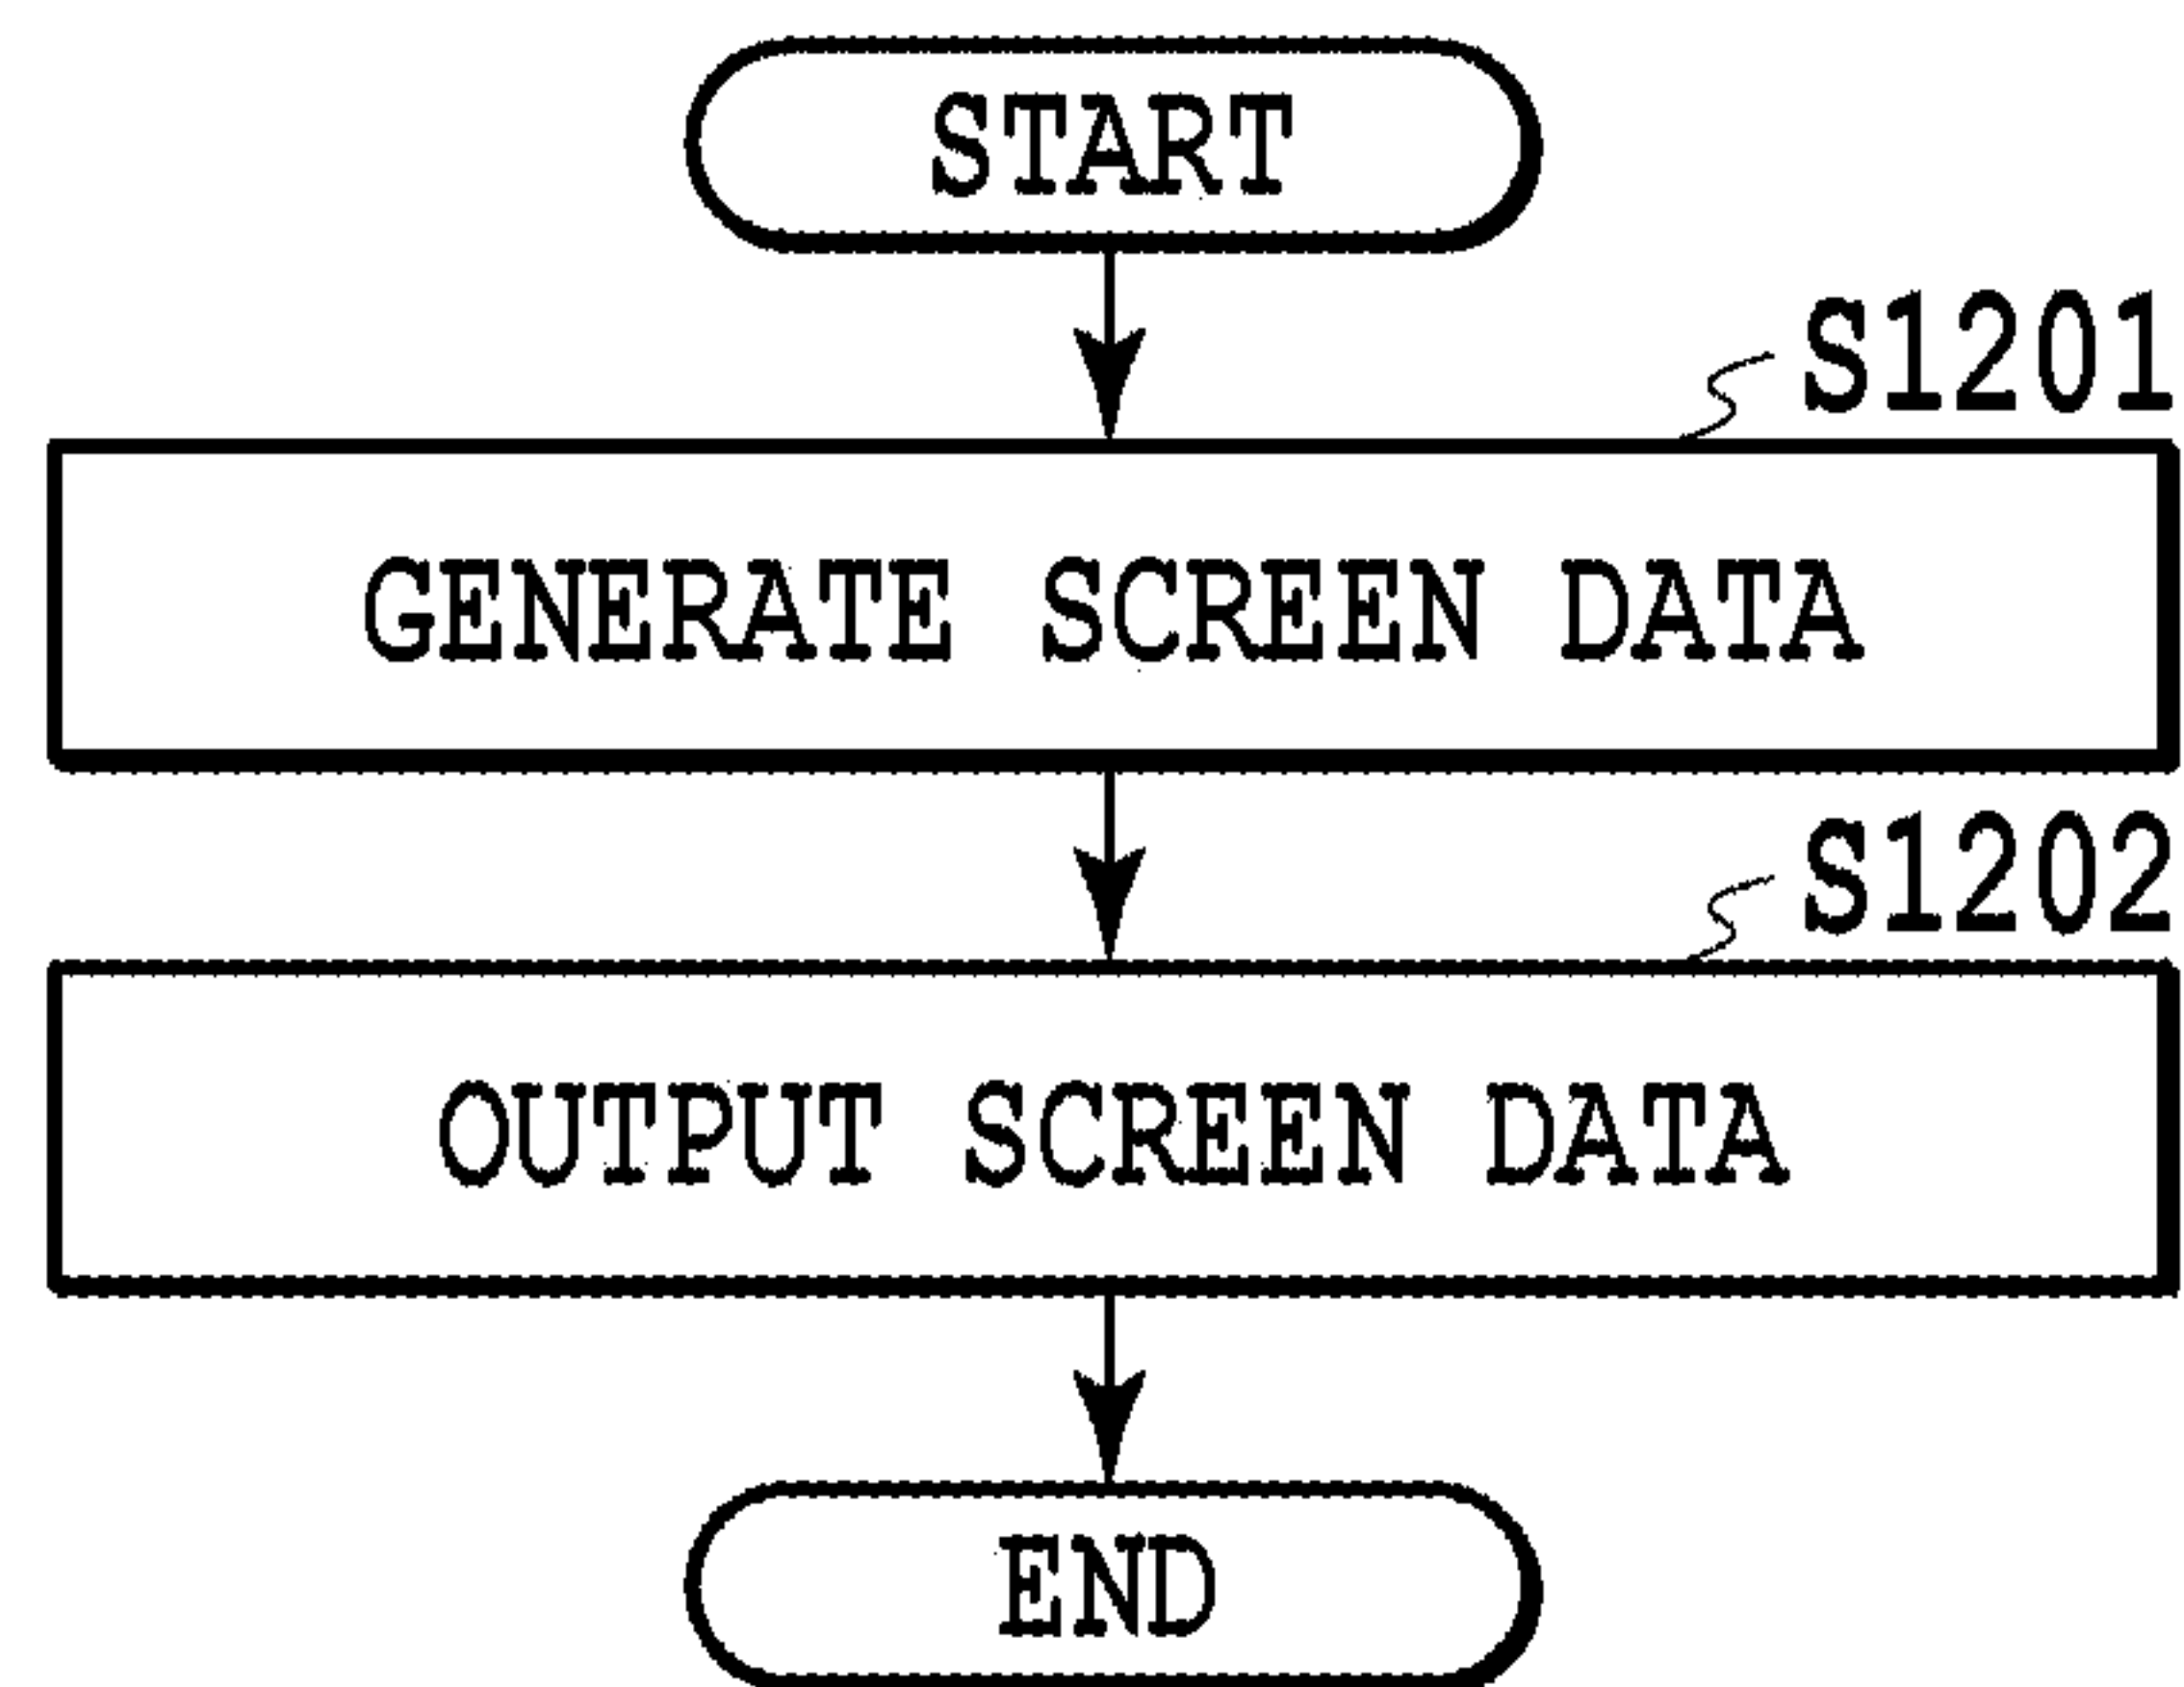 START
S1201
GENERATE SCREEN DATA
S1202
OUTPUT SCREEN DATA
END